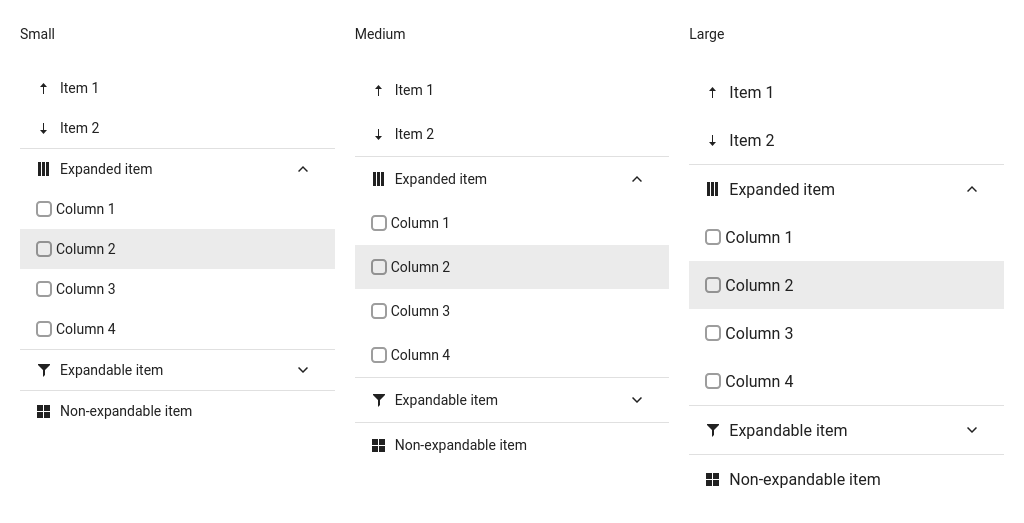 Small
Item 1
Item 2
Expanded item
Column 1
Column 2
Column 3
Column 4
Expandable item
Non-expandable item
Medium
Item 1
Item 2
Expanded item
Column 1
Column 2
Column 3
Column 4
Expandable item
Non-expandable item
Large
Item 1
Item 2
Expanded item
Column 1
Column 2
Column 3
Column 4
Expandable item
Non-expandable item